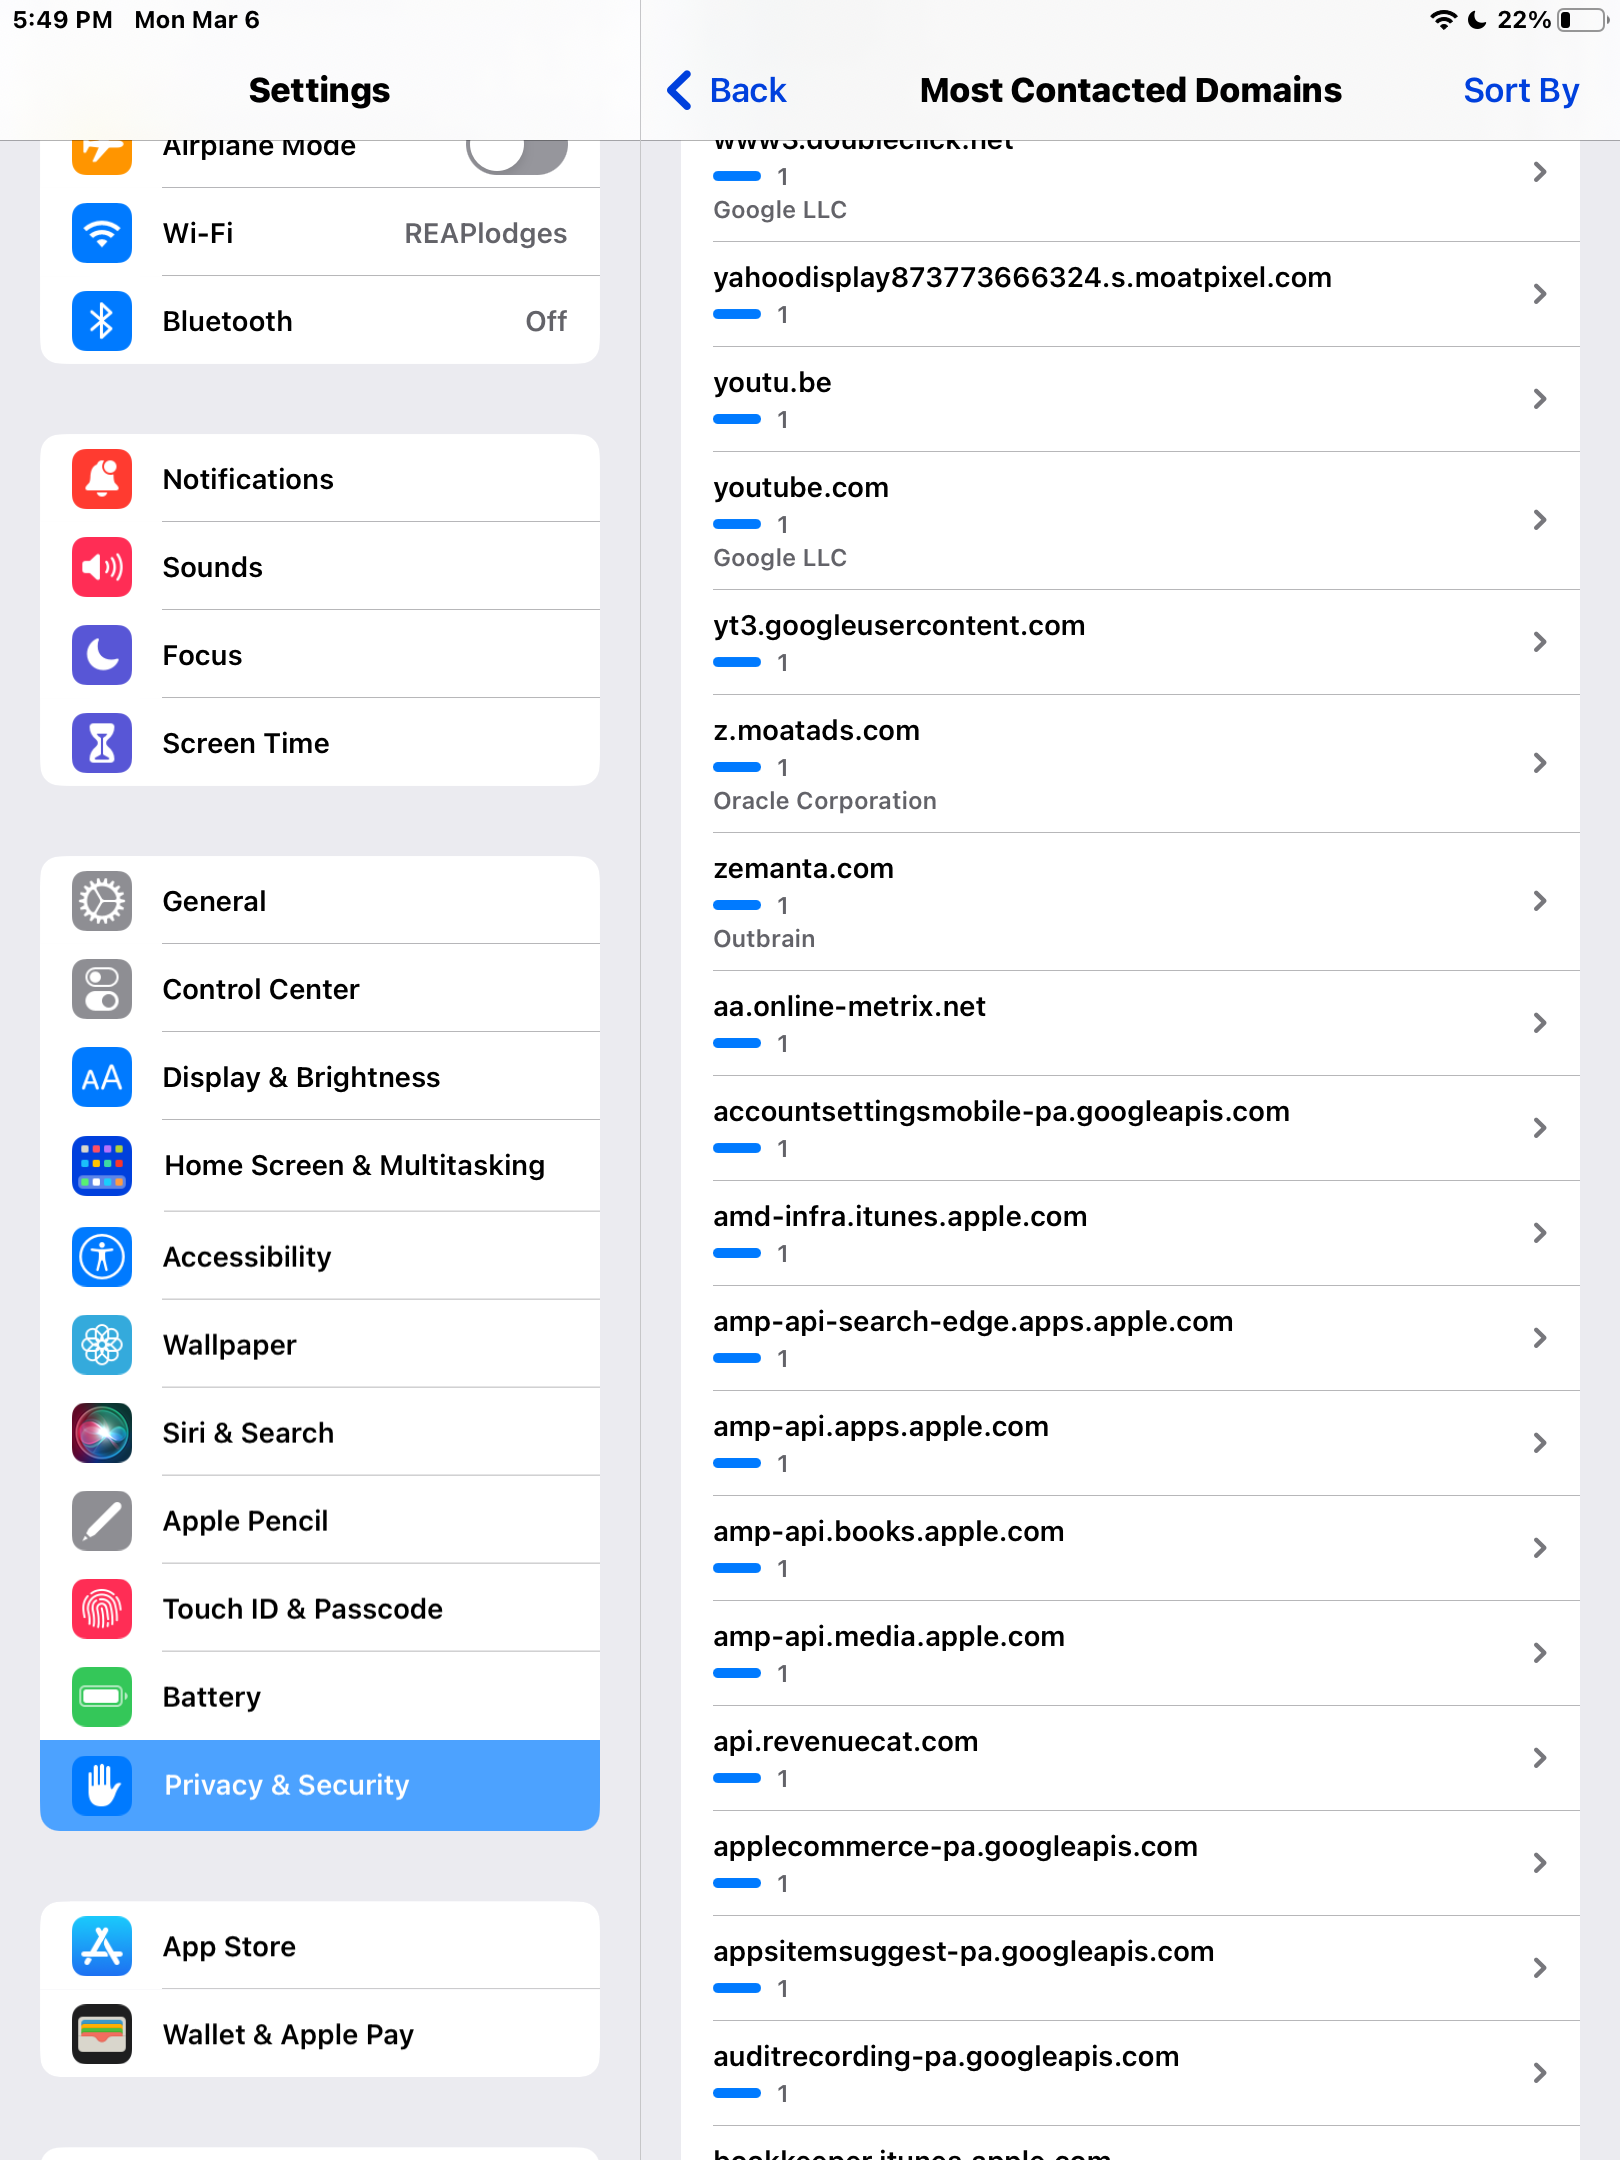 5:49 PM Mon Mar 6
22%
Settings
Airplane Mode
Wi-Fi REAPlodges
Bluetooth Off
Notifications
Sounds
Focus
Screen Time
General
Control Center
AA Display & Brightness
Home Screen & Multitasking
Accessibility
Wallpaper
Siri & Search
Apple Pencil
Touch ID & Passcode
Battery
Privacy & Security
App Store
Wallet & Apple Pay
Back Most Contacted Domains Sort By
www3.doubleclick.net
1
Google LLC
yahoodisplay873773666324.s.moatpixel.com
1
youtu.be
1
youtube.com
1
Google LLC
yt3.googleusercontent.com
1
z.moatads.com
1
Oracle Corporation
zemanta.com
1
Outbrain
aa.online-metrix.net
1
accountsettingsmobile-pa.googleapis.com
1
amd-infra.itunes.apple.com
1
amp-api-search-edge.apps.apple.com
1
amp-api.apps.apple.com
1
amp-api.books.apple.com
1
amp-api.media.apple.com
1
api.revenuecat.com
1
applecommerce-pa.googleapis.com
1
appsitemsuggest-pa.googleapis.com
1
auditrecording-pa.googleapis.com
1
bookkeeper.itunes.apple.com